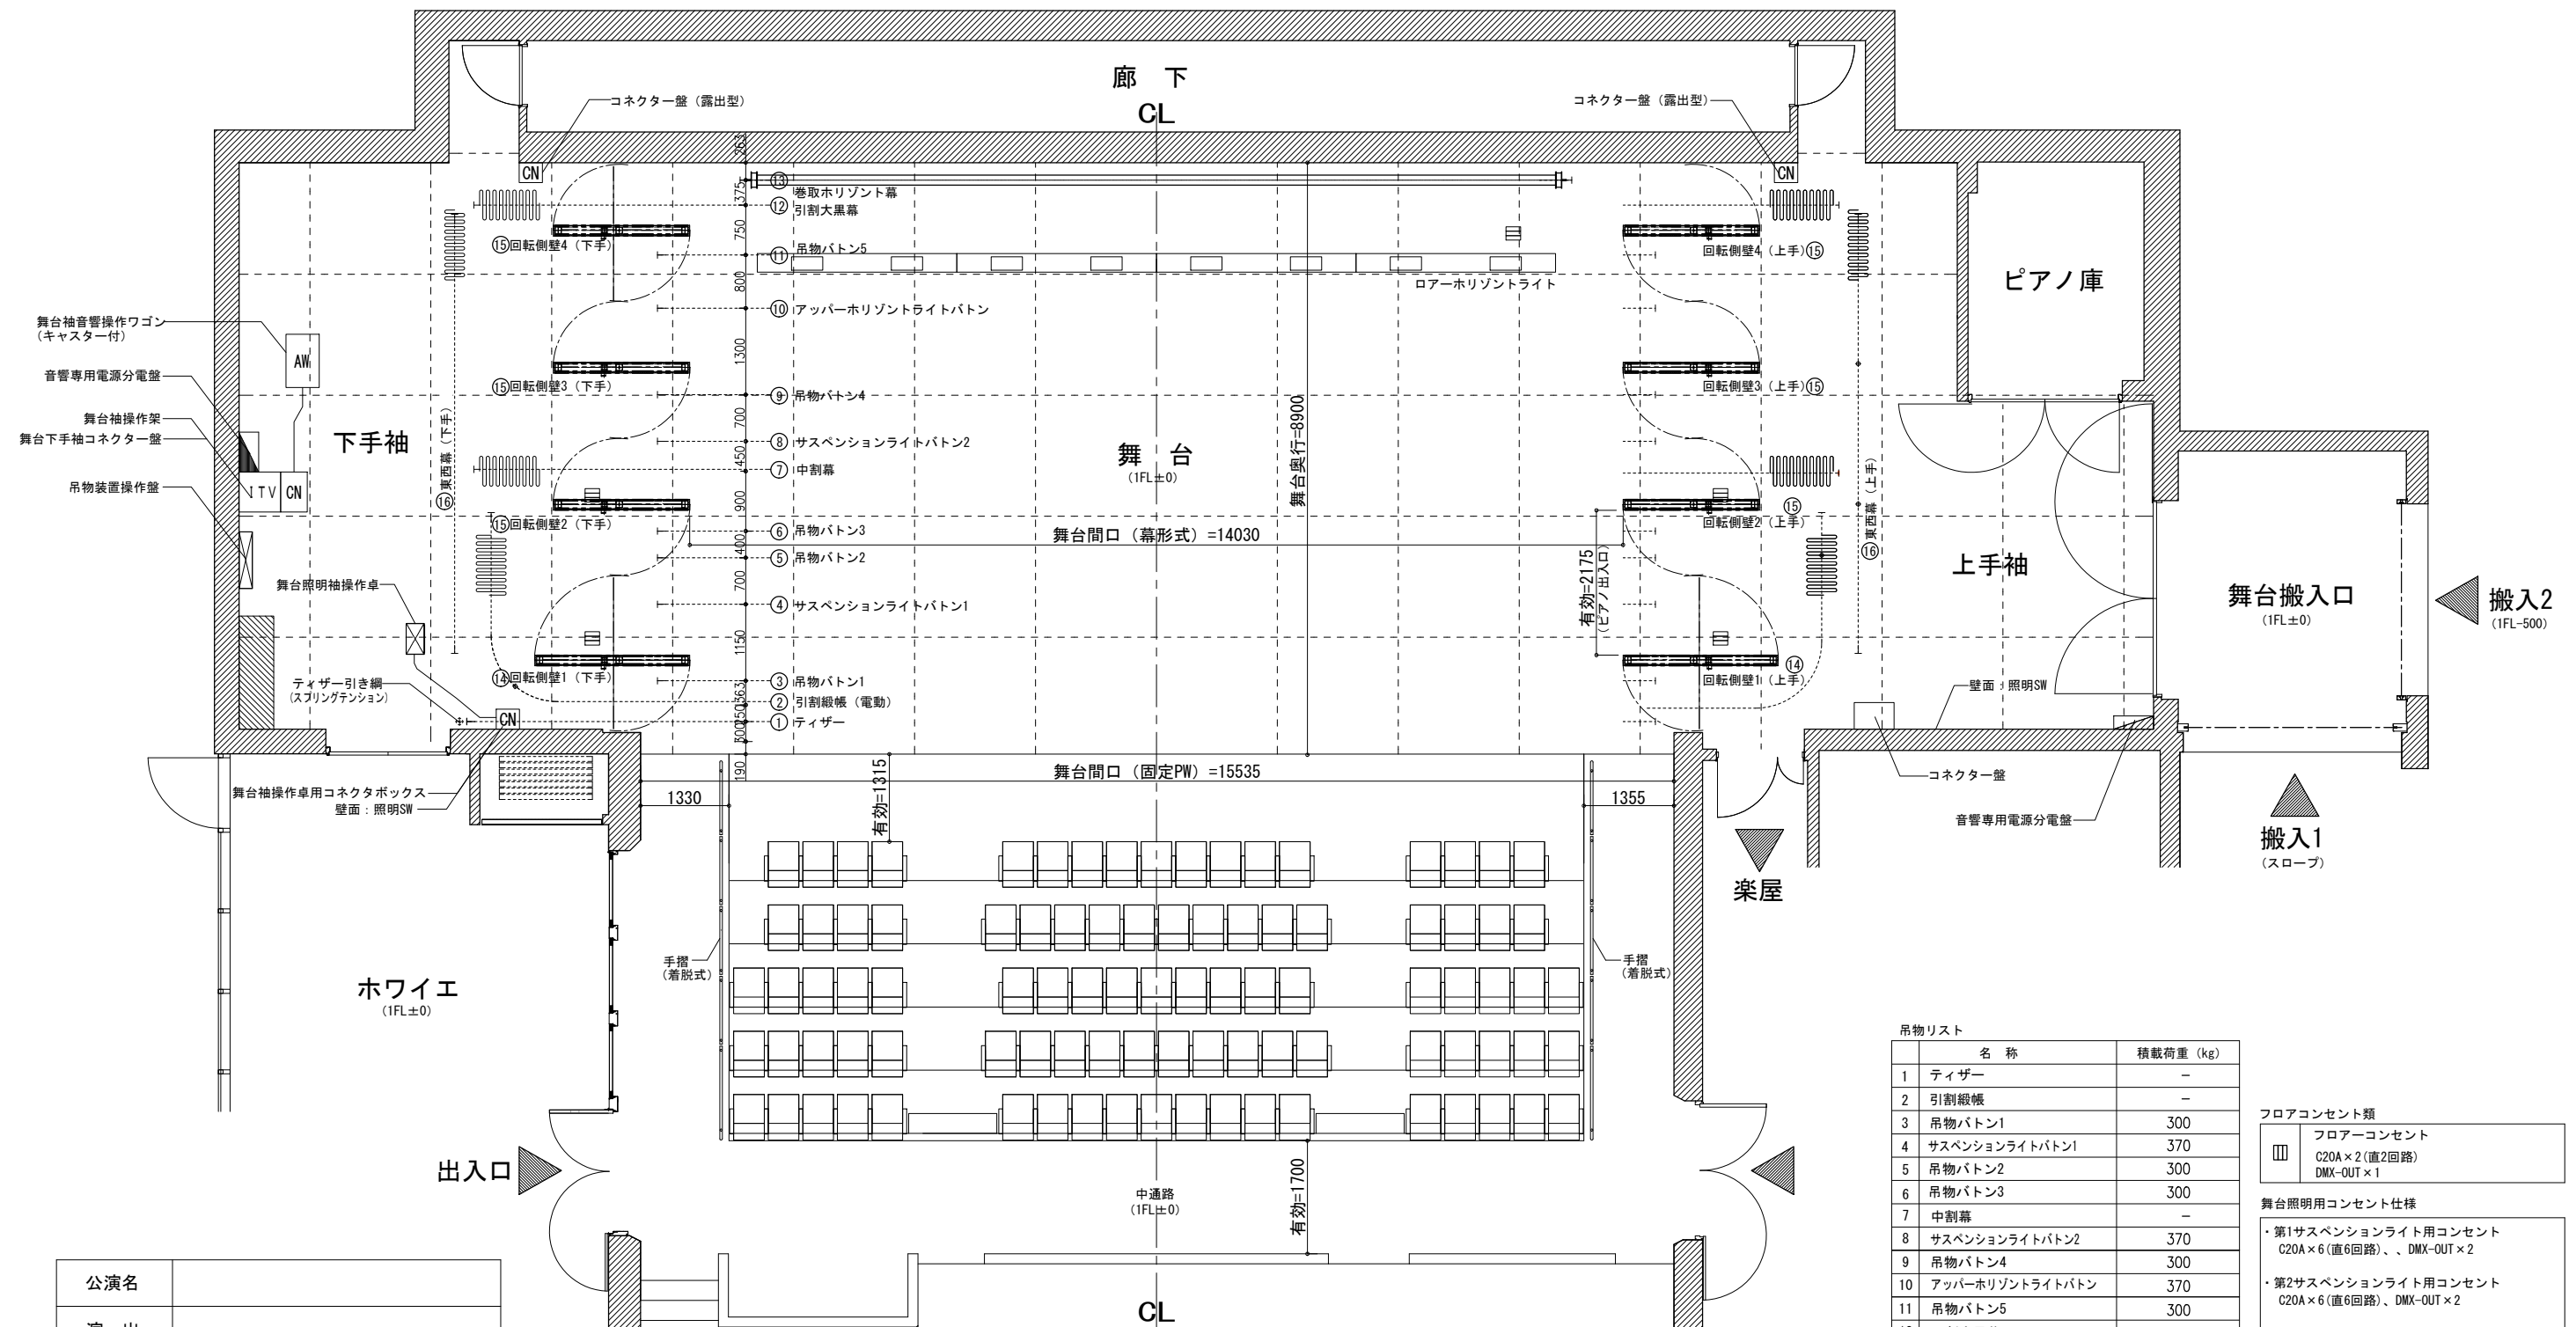 廊 下
CL
コネクター盤（露出型）
コネクター盤（露出型）
CN
CN
263
375
750
800
1300
700
450
900
400
700
1150
363
250
300
190
⑬
巻取ホリゾント幕
⑫ 引割大黒幕
⑪ 吊物バトン5
⑩ アッパーホリゾントライトバトン
⑨ 吊物バトン4
⑧ サスペンションライトバトン2
⑦ 中割幕
⑥ 吊物バトン3
⑤ 吊物バトン2
④ サスペンションライトバトン1
③ 吊物バトン1
② 引割緞帳（電動）
① ティザー
ロアーホリゾントライト
⑮回転側壁4（下手）
⑮回転側壁3（下手）
⑮回転側壁2（下手）
⑭回転側壁1（下手）
回転側壁4（上手）⑮
回転側壁3（上手）⑮
⑮
回転側壁2（上手）
⑭
回転側壁1（上手）
⑯東西幕（下手）
⑯東西幕（上手）
舞台袖音響操作ワゴン
（キャスター付）
AW
音響専用電源分電盤
舞台袖操作架
舞台下手袖コネクター盤
ITV
CN
吊物装置操作盤
下手袖
舞台照明袖操作卓
ティザー引き綱
（スプリングテンション）
CN
舞台袖操作卓用コネクタボックス
壁面：照明SW
舞 台
（1FL±0）
舞台奥行=8900
舞台間口（幕形式）=14030
有効=2175
（ピアノ出入口）
ピアノ庫
上手袖
舞台搬入口
（1FL±0）
搬入2
（1FL-500）
壁面：照明SW
コネクター盤
音響専用電源分電盤
搬入1
（スロープ）
楽屋
舞台間口（固定PW）=15535
1330
有効=1315
1355
手摺
（着脱式）
手摺
（着脱式）
ホワイエ
（1FL±0）
出入口
中通路
（1FL±0）
有効=1700
CL
公演名
演 出
吊物リスト
名 称 積載荷重（kg）
1 ティザー －
2 引割緞帳 －
3 吊物バトン1 300
4 サスペンションライトバトン1 370
5 吊物バトン2 300
6 吊物バトン3 300
7 中割幕 －
8 サスペンションライトバトン2 370
9 吊物バトン4 300
10 アッパーホリゾントライトバトン 370
11 吊物バトン5 300
フロアコンセント類
フロアーコンセント
C20A×2(直2回路)
DMX-OUT×1
舞台照明用コンセント仕様
・第1サスペンションライト用コンセント
C20A×6(直6回路)、、DMX-OUT×2
・第2サスペンションライト用コンセント
C20A×6(直6回路)、DMX-OUT×2